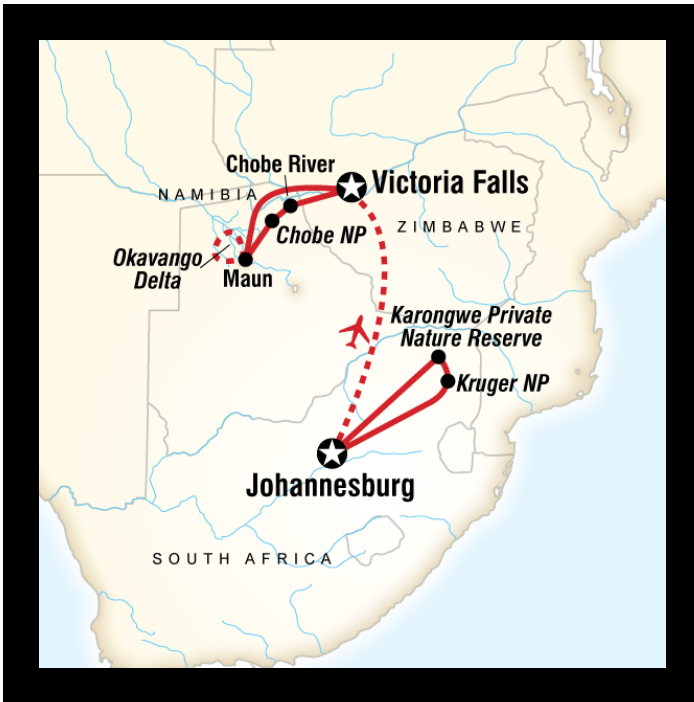 Chobe River
Victoria Falls
NAMIBIA
ZIMBABWE
Chobe NP
Okavango
Delta
Maun
Karongwe Private
Nature Reserve
Kruger NP
Johannesburg
SOUTH AFRICA